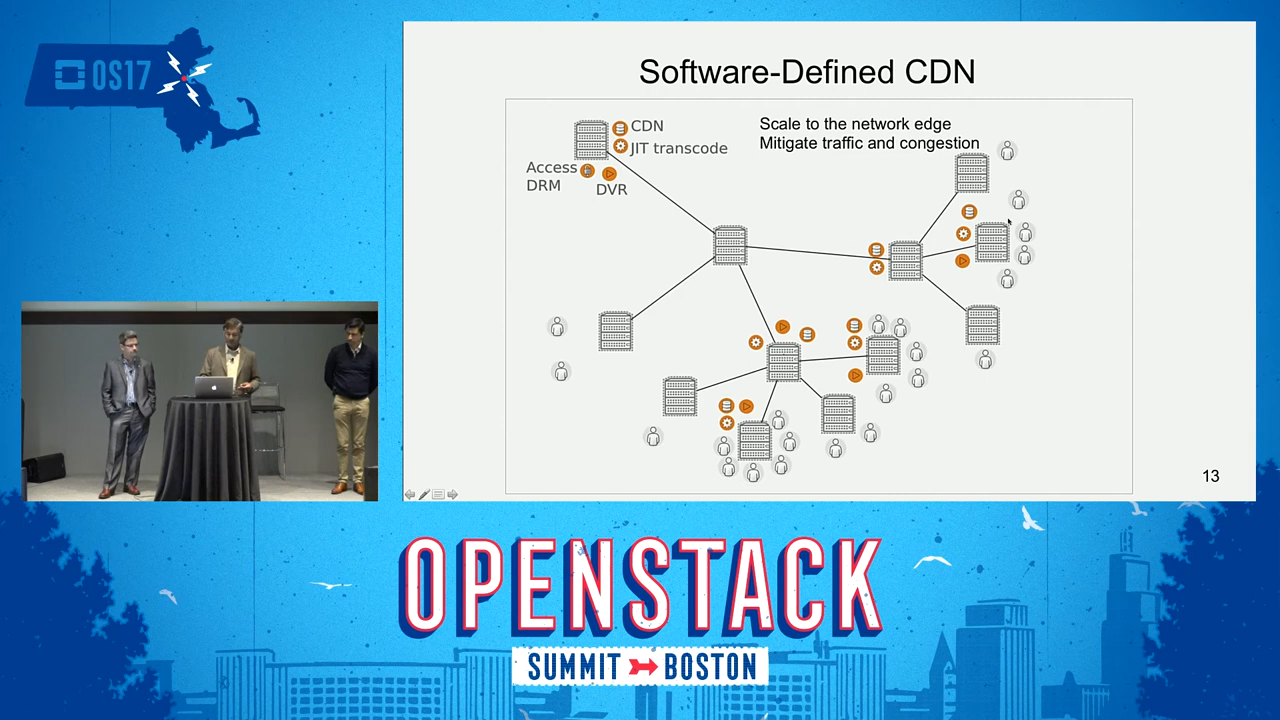 OS17
Software-Defined CDN
Scale to the network edge
Mitigate traffic and congestion
CDN
JIT transcode
Access
DRM
DVR
13
OPENSTACK
SUMMIT BOSTON